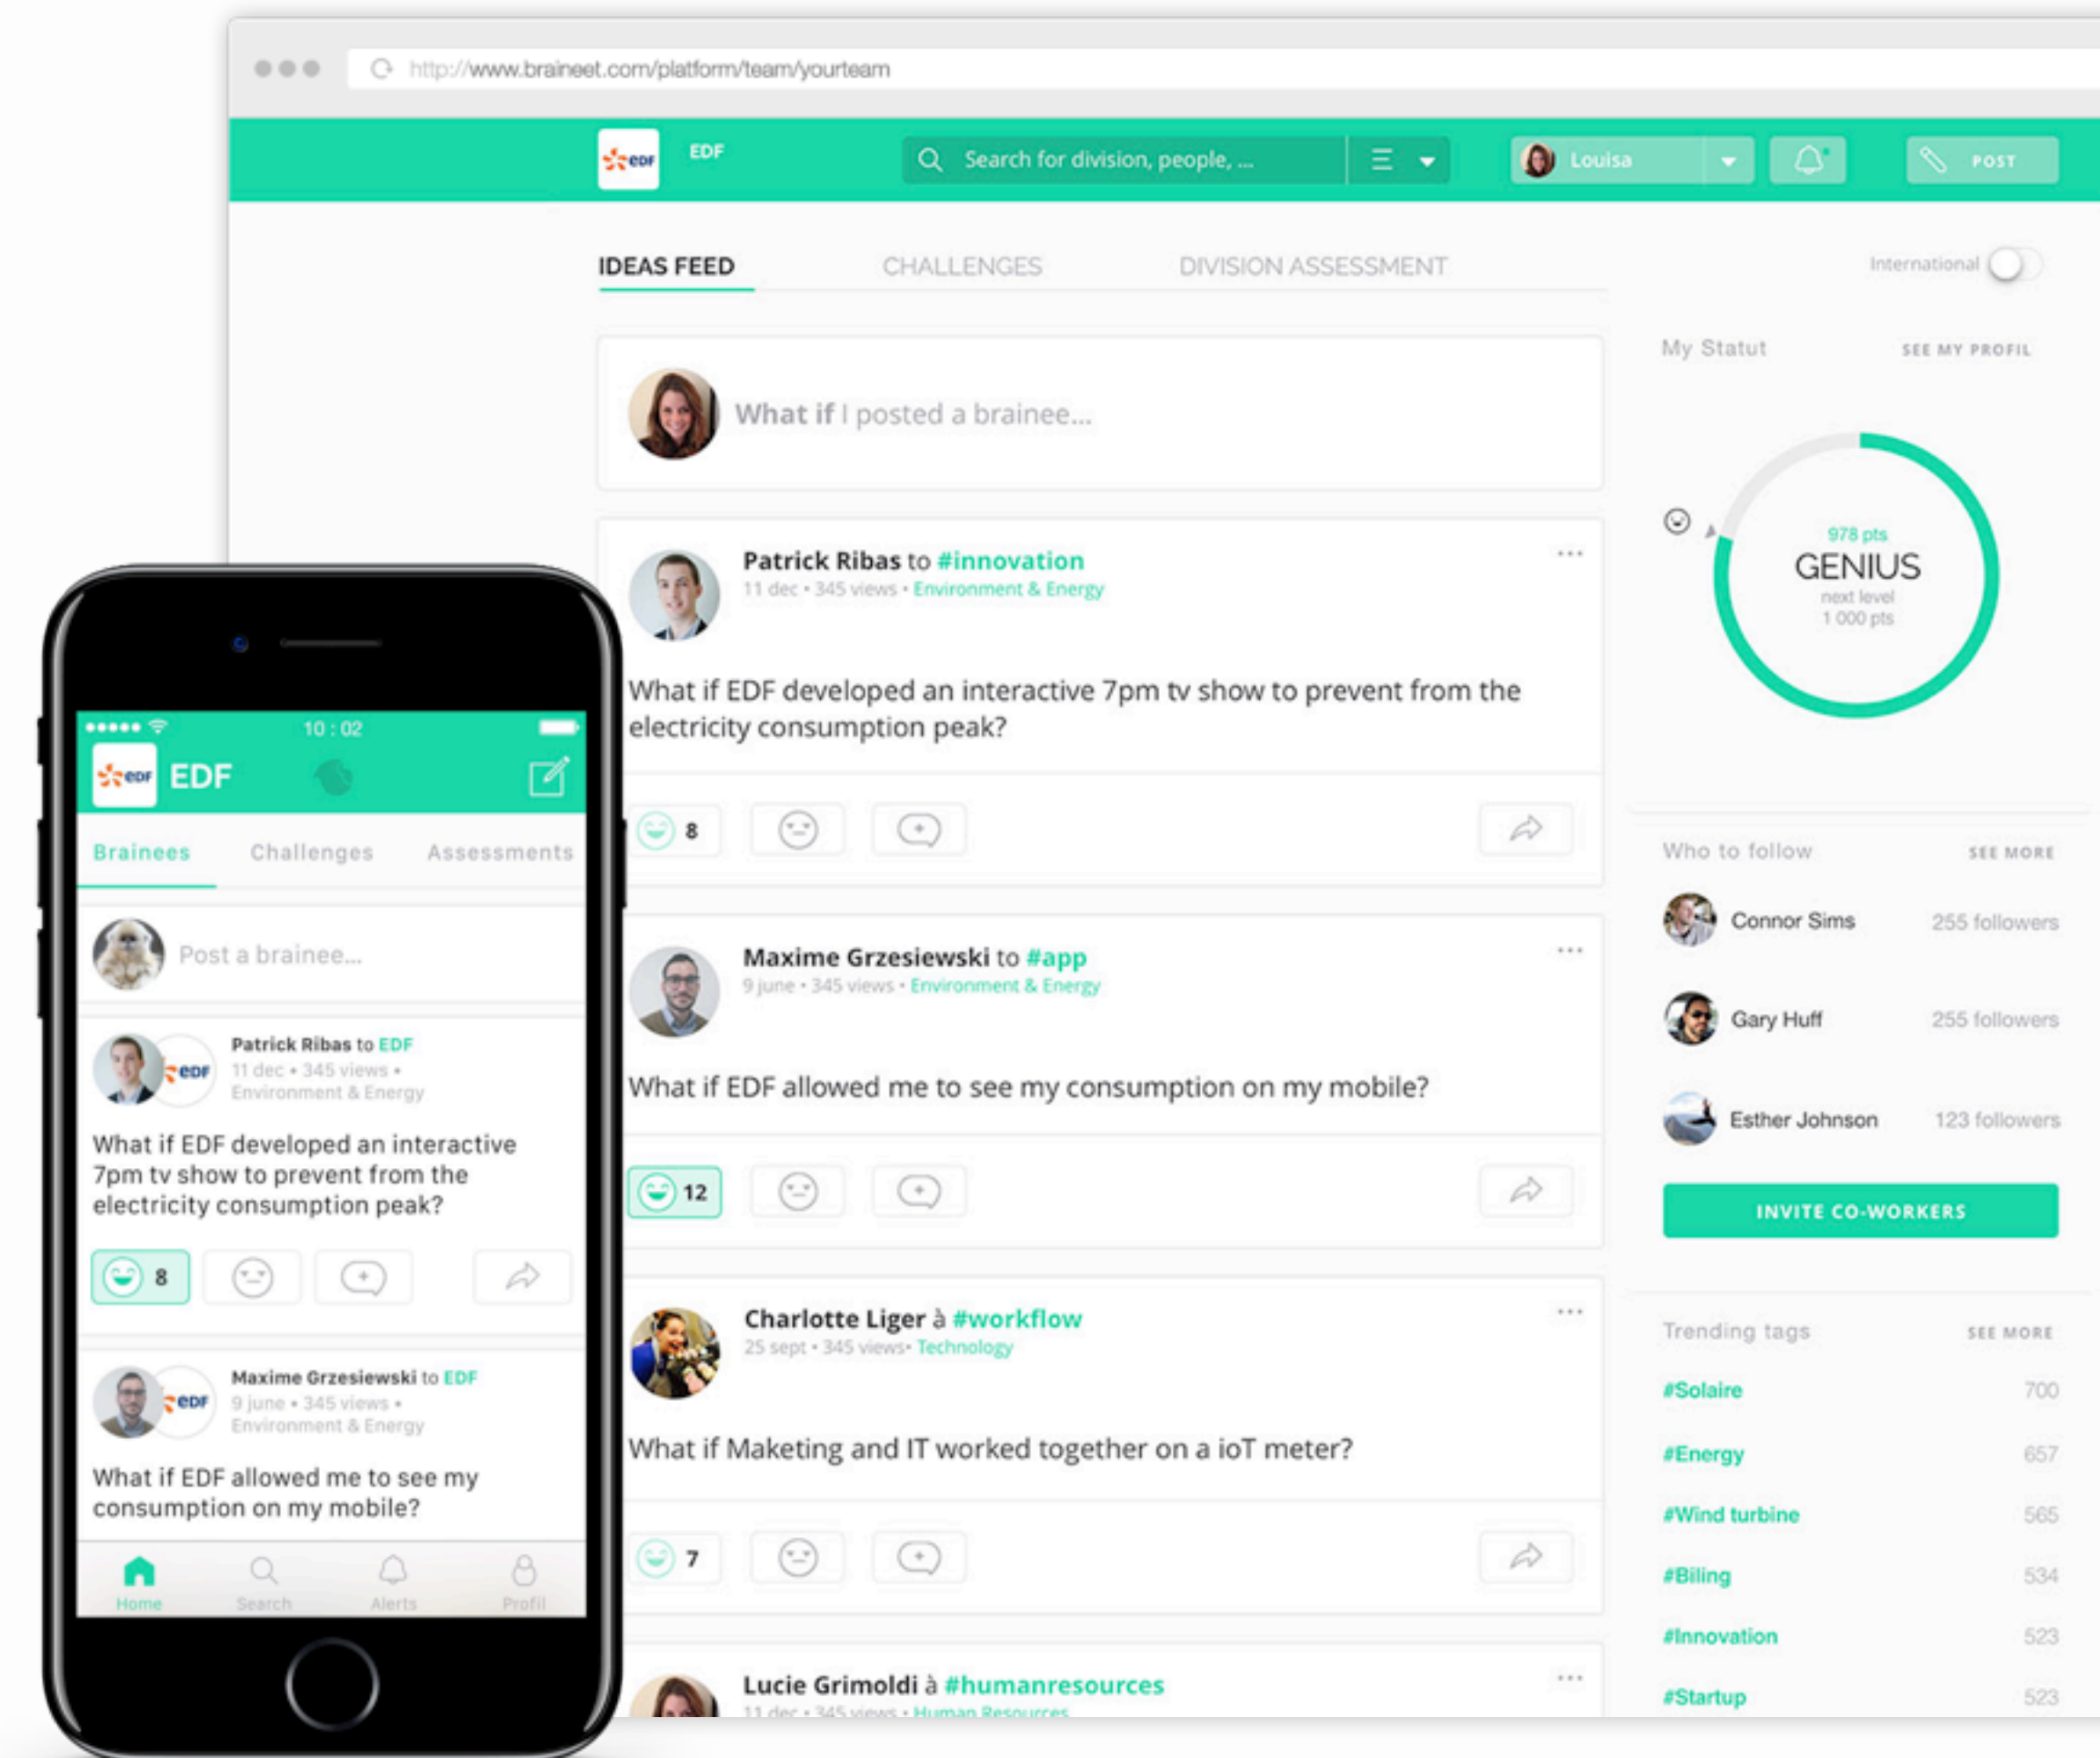 http://www.braineet.com/platform/team/yourteam
edf
EDF
Search for division, people, ...
Louisa
POST
IDEAS FEED
CHALLENGES
DIVISION ASSESSMENT
International
What if I posted a brainee...
Patrick Ribas to #innovation
11 dec • 345 views • Environment & Energy
What if EDF developed an interactive 7pm tv show to prevent from the
electricity consumption peak?
8
Maxime Grzesiewski to #app
9 june • 345 views • Environment & Energy
What if EDF allowed me to see my consumption on my mobile?
12
Charlotte Liger à #workflow
25 sept • 345 views• Technology
What if Maketing and IT worked together on a ioT meter?
7
Lucie Grimoldi à #humanresources
11 dec • 345 views • Human Resources
My Statut
SEE MY PROFIL
978 pts
GENIUS
next level
1 000 pts
Who to follow
SEE MORE
Connor Sims
255 followers
Gary Huff
255 followers
Esther Johnson
123 followers
INVITE CO-WORKERS
Trending tags
SEE MORE
#Solaire
700
#Energy
657
#Wind turbine
565
#Biling
534
#Innovation
523
#Startup
523
10 : 02
edf
EDF
Brainees
Challenges
Assessments
Post a brainee...
edf
Patrick Ribas to EDF
11 dec • 345 views •
Environment & Energy
What if EDF developed an interactive
7pm tv show to prevent from the
electricity consumption peak?
8
edf
Maxime Grzesiewski to EDF
9 june • 345 views •
Environment & Energy
What if EDF allowed me to see my
consumption on my mobile?
Home
Search
Alerts
Profil